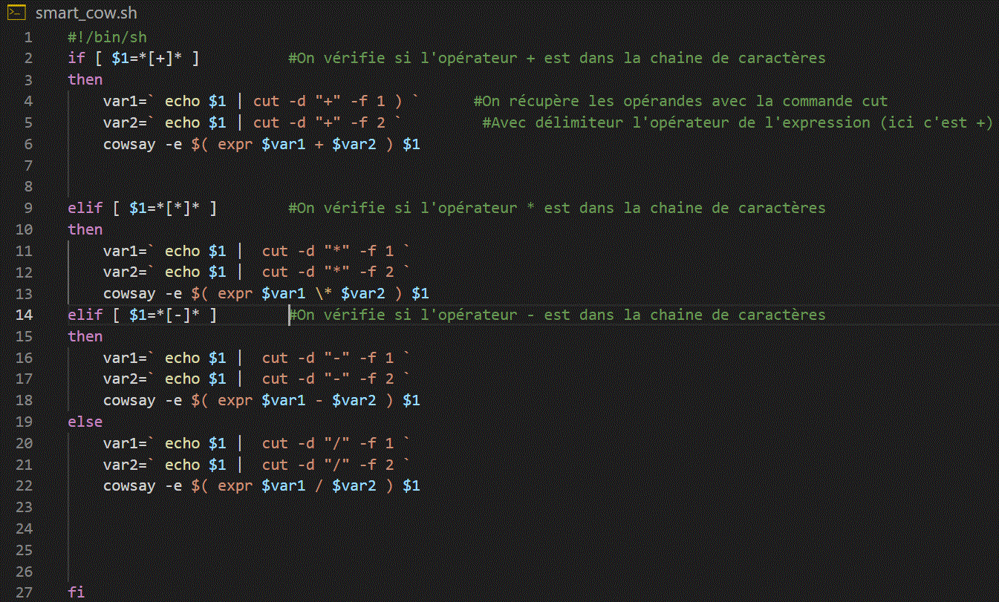 smart_cow.sh
1 #!/bin/sh
2 if [ $1=*[+]* ] #On vérifie si l'opérateur + est dans la chaine de caractères
3 then
4 var1=` echo $1 | cut -d "+" -f 1 ) ` #On récupère les opérandes avec la commande cut
5 var2=` echo $1 | cut -d "+" -f 2 ` #Avec délimiteur l'opérateur de l'expression (ici c'est +)
6 cowsay -e $( expr $var1 + $var2 ) $1
7
8
9 elif [ $1=*[*]* ] #On vérifie si l'opérateur * est dans la chaine de caractères
10 then
11 var1=` echo $1 | cut -d "*" -f 1 `
12 var2=` echo $1 | cut -d "*" -f 2 `
13 cowsay -e $( expr $var1 \* $var2 ) $1
14 elif [ $1=*[-]* ] #On vérifie si l'opérateur - est dans la chaine de caractères
15 then
16 var1=` echo $1 | cut -d "-" -f 1 `
17 var2=` echo $1 | cut -d "-" -f 2 `
18 cowsay -e $( expr $var1 - $var2 ) $1
19 else
20 var1=` echo $1 | cut -d "/" -f 1 `
21 var2=` echo $1 | cut -d "/" -f 2 `
22 cowsay -e $( expr $var1 / $var2 ) $1
23
24
25
26
27 fi